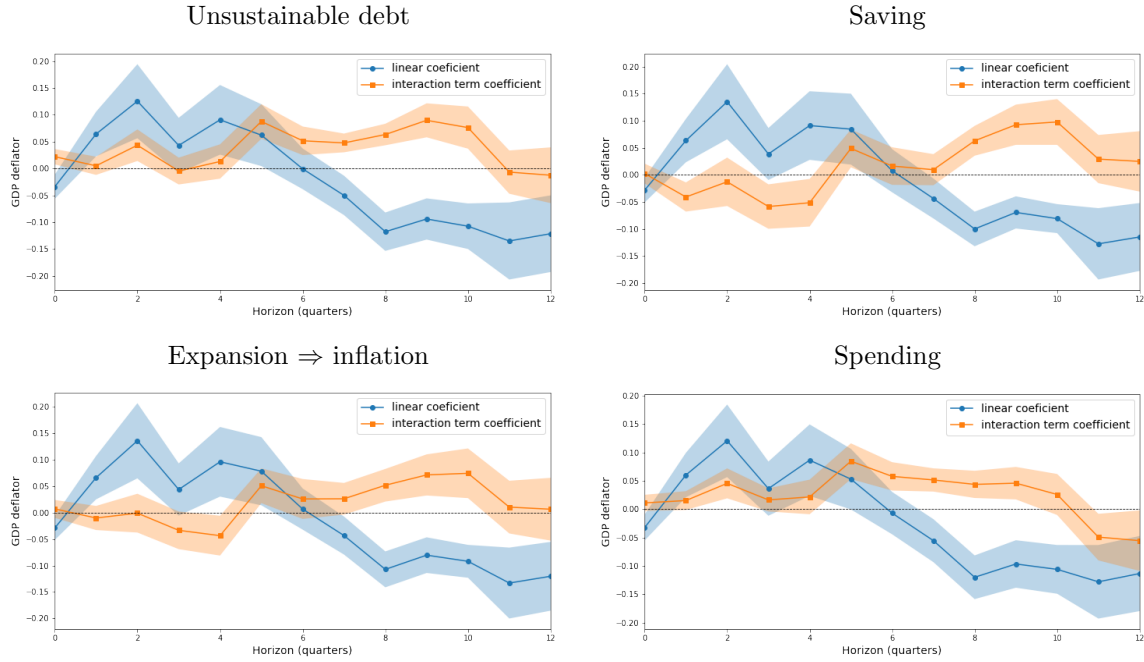 Unsustainable debt
GDP deflator
0.20
0.15
0.10
0.05
0.00
−0.05
−0.10
−0.15
−0.20
linear coeficient
interaction term coefficient
0 2 4 6 8 10 12
Horizon (quarters)
Saving
GDP deflator
0.20
0.15
0.10
0.05
0.00
−0.05
−0.10
−0.15
−0.20
linear coeficient
interaction term coefficient
0 2 4 6 8 10 12
Horizon (quarters)
Expansion ⇒ inflation
GDP deflator
0.20
0.15
0.10
0.05
0.00
−0.05
−0.10
−0.15
−0.20
linear coeficient
interaction term coefficient
0 2 4 6 8 10 12
Horizon (quarters)
Spending
GDP deflator
0.20
0.15
0.10
0.05
0.00
−0.05
−0.10
−0.15
−0.20
linear coeficient
interaction term coefficient
0 2 4 6 8 10 12
Horizon (quarters)